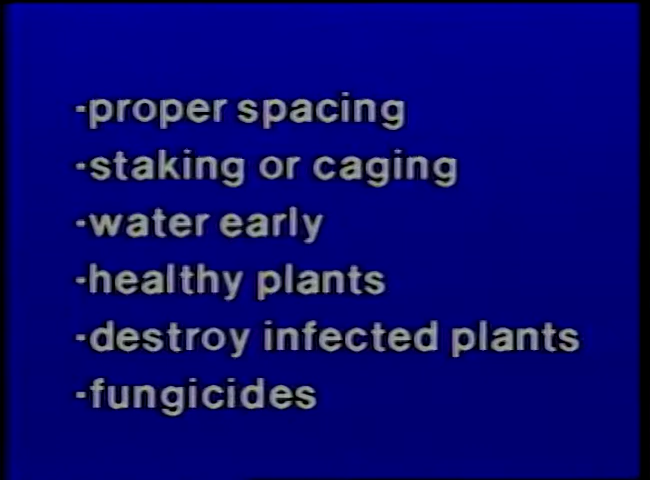 -proper spacing
-staking or caging
-water early
-healthy plants
-destroy infected plants
-fungicides